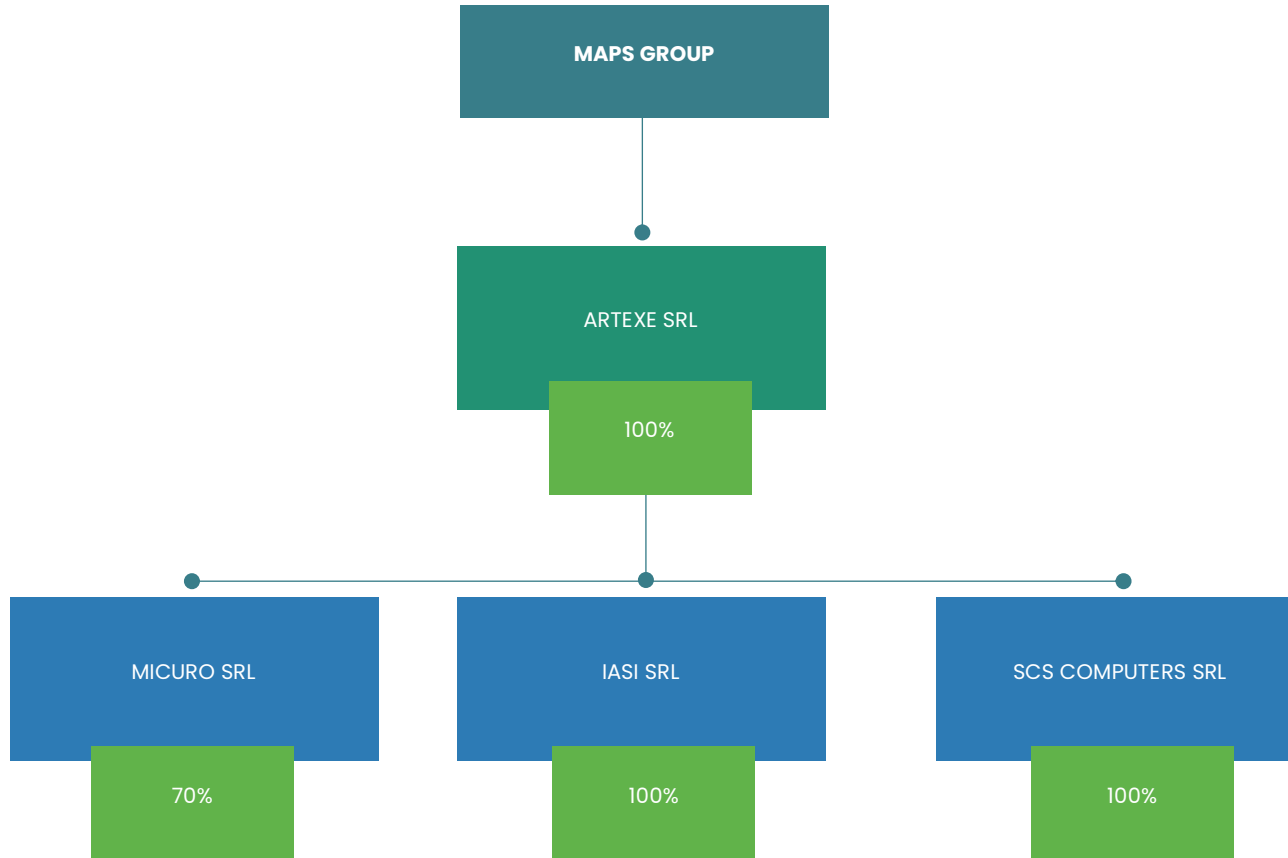 MAPS GROUP
ARTEXE SRL
100%
MICURO SRL
IASI SRL
SCS COMPUTERS SRL
70%
100%
100%